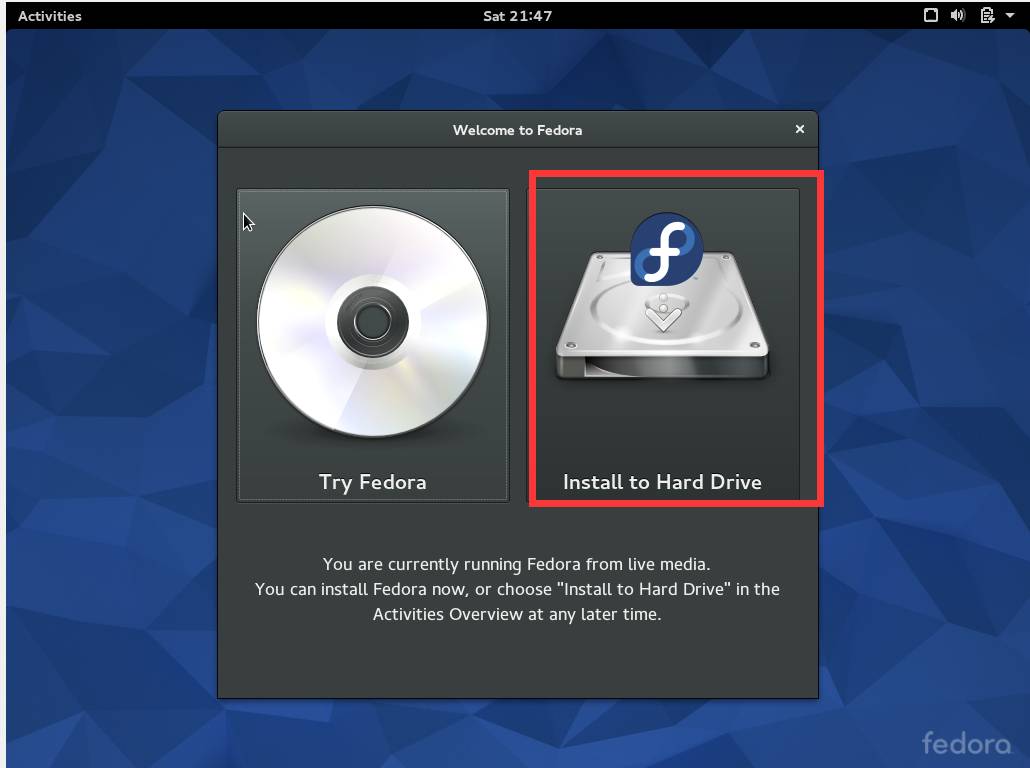 Activities
Sat 21:47
Welcome to Fedora
Try Fedora
Install to Hard Drive
You are currently running Fedora from live media.
You can install Fedora now, or choose "Install to Hard Drive" in the
Activities Overview at any later time.
fedora